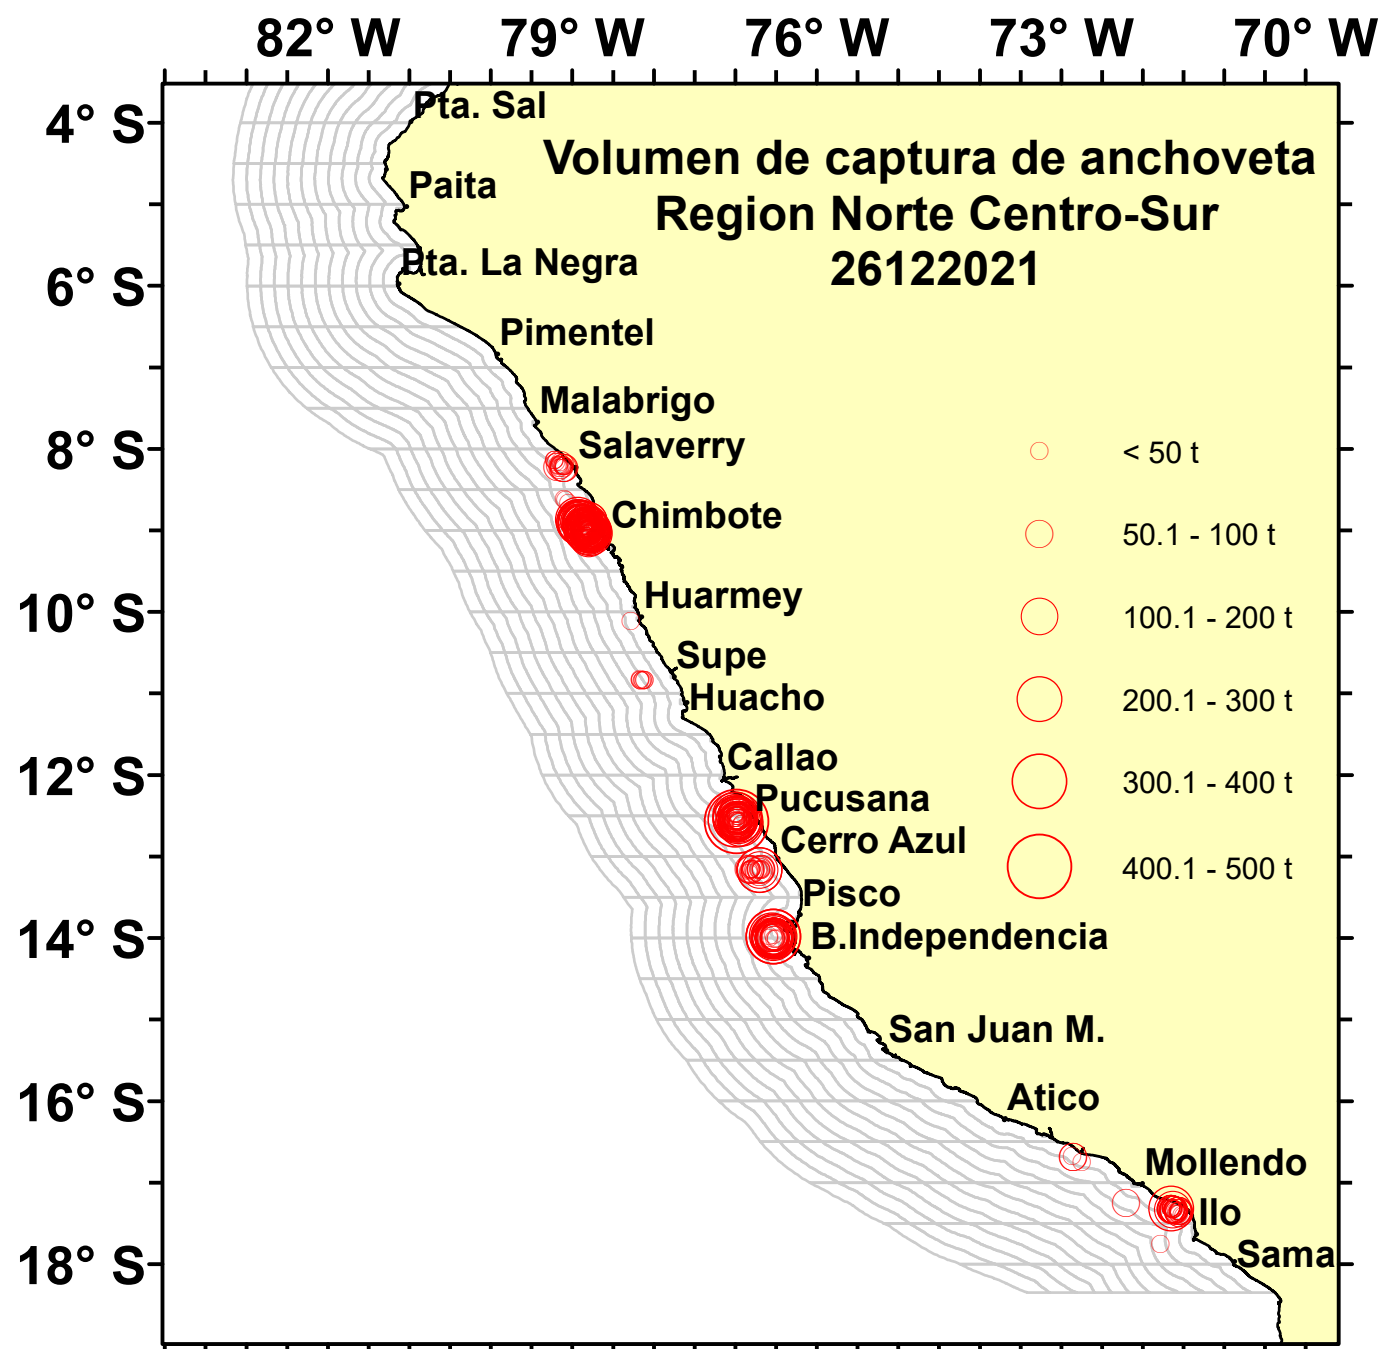 82° W 79° W 76° W 73° W 70° W
4° S
6° S
8° S
10° S
12° S
14° S
16° S
18° S
Volumen de captura de anchoveta
Region Norte Centro-Sur
26122021
Pta. Sal
Paita
Pta. La Negra
Pimentel
Malabrigo
Salaverry
Chimbote
Huarmey
Supe
Huacho
Callao
Pucusana
Cerro Azul
Pisco
B.Independencia
San Juan M.
Atico
Mollendo
Ilo
Sama
< 50 t
50.1 - 100 t
100.1 - 200 t
200.1 - 300 t
300.1 - 400 t
400.1 - 500 t